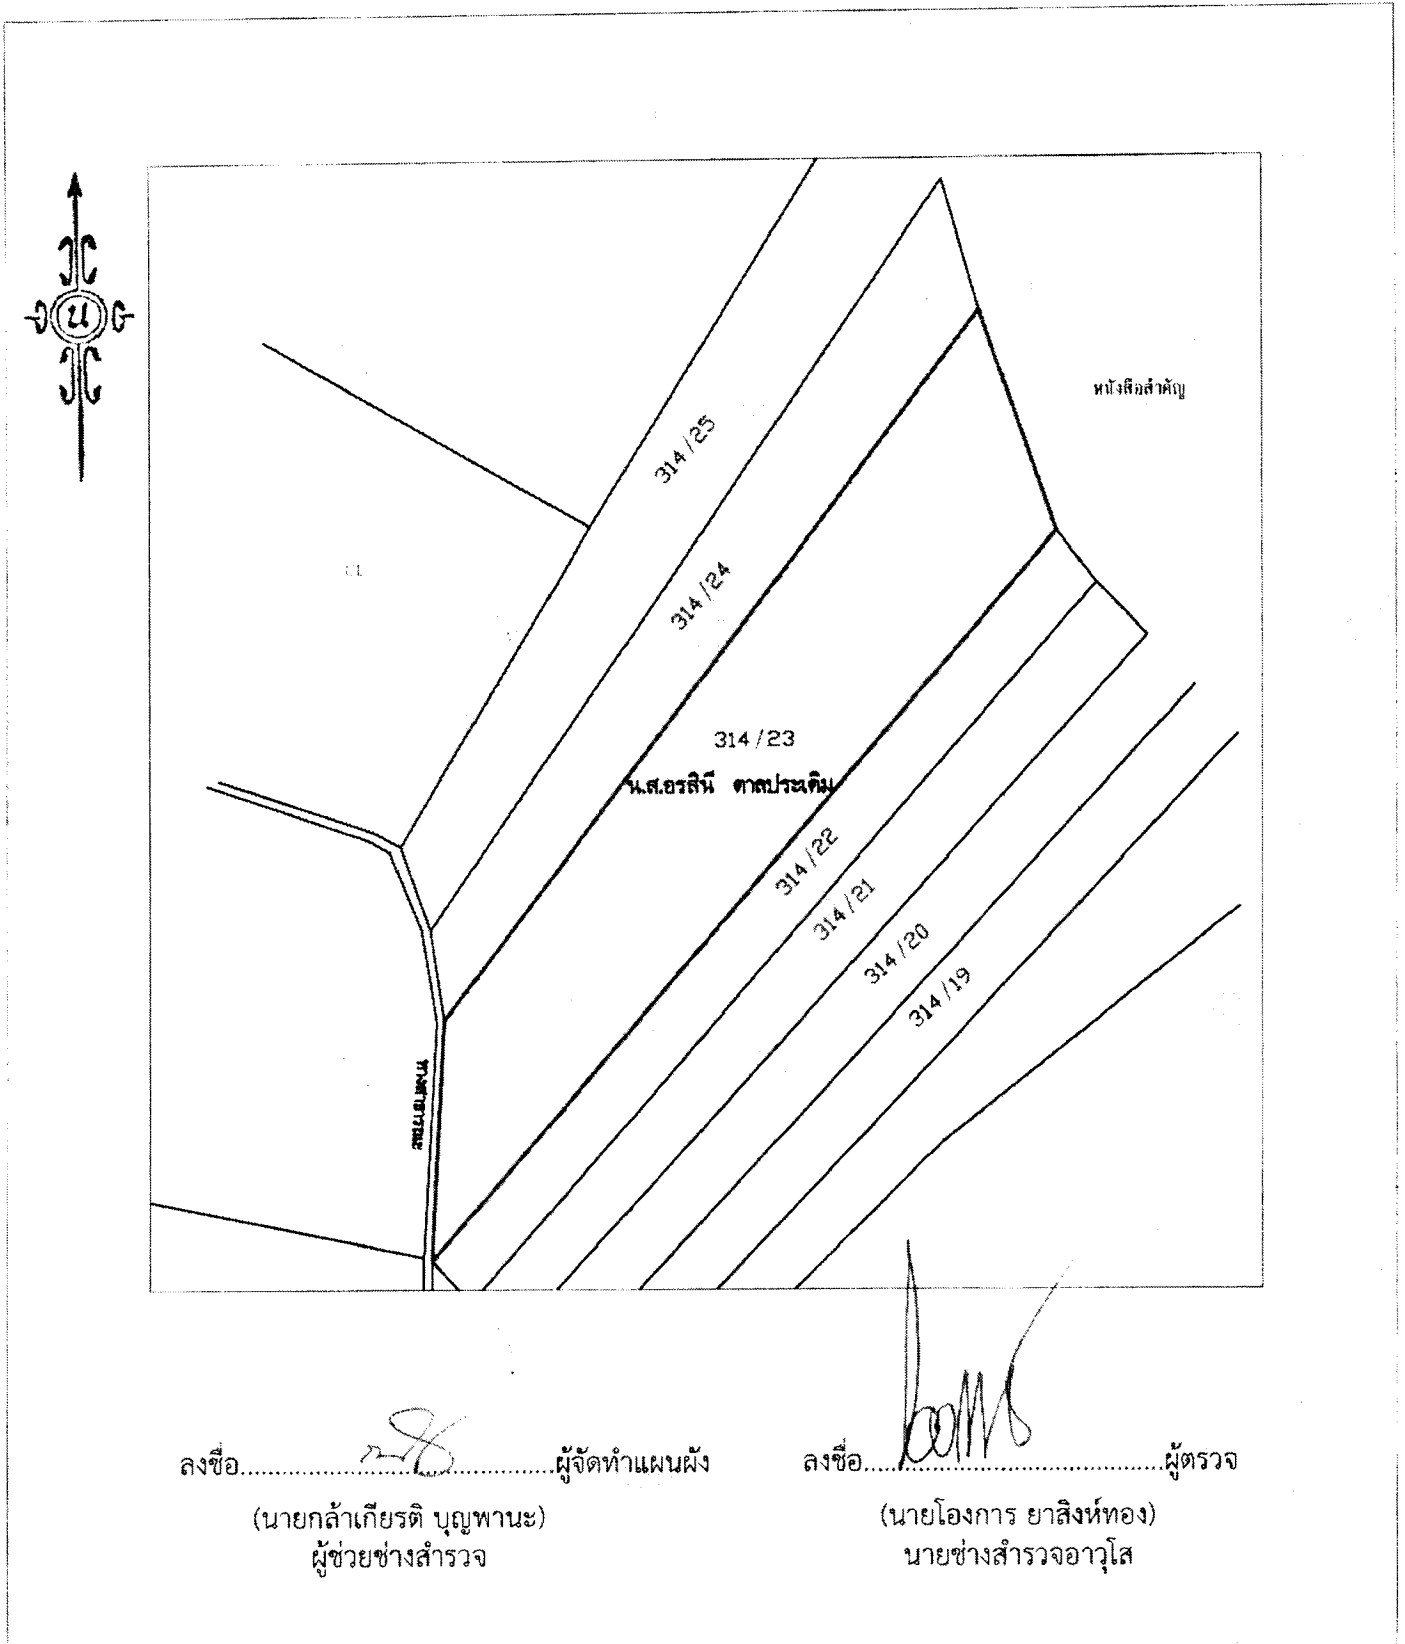 น
หนังสือสำคัญ
314/25
314/24
314/23
น.ส.อรสินี ตาลประเดิม
314/22
314/21
314/20
314/19
ทางสาธารณะ
ลงชื่อ..........ผู้จัดทำแผนผัง
(นายกล้าเกียรติ บุญพานะ)
ผู้ช่วยช่างสำรวจ
ลงชื่อ..........ผู้ตรวจ
(นายโองการ ยาสิงห์ทอง)
นายช่างสำรวจอาวุโส